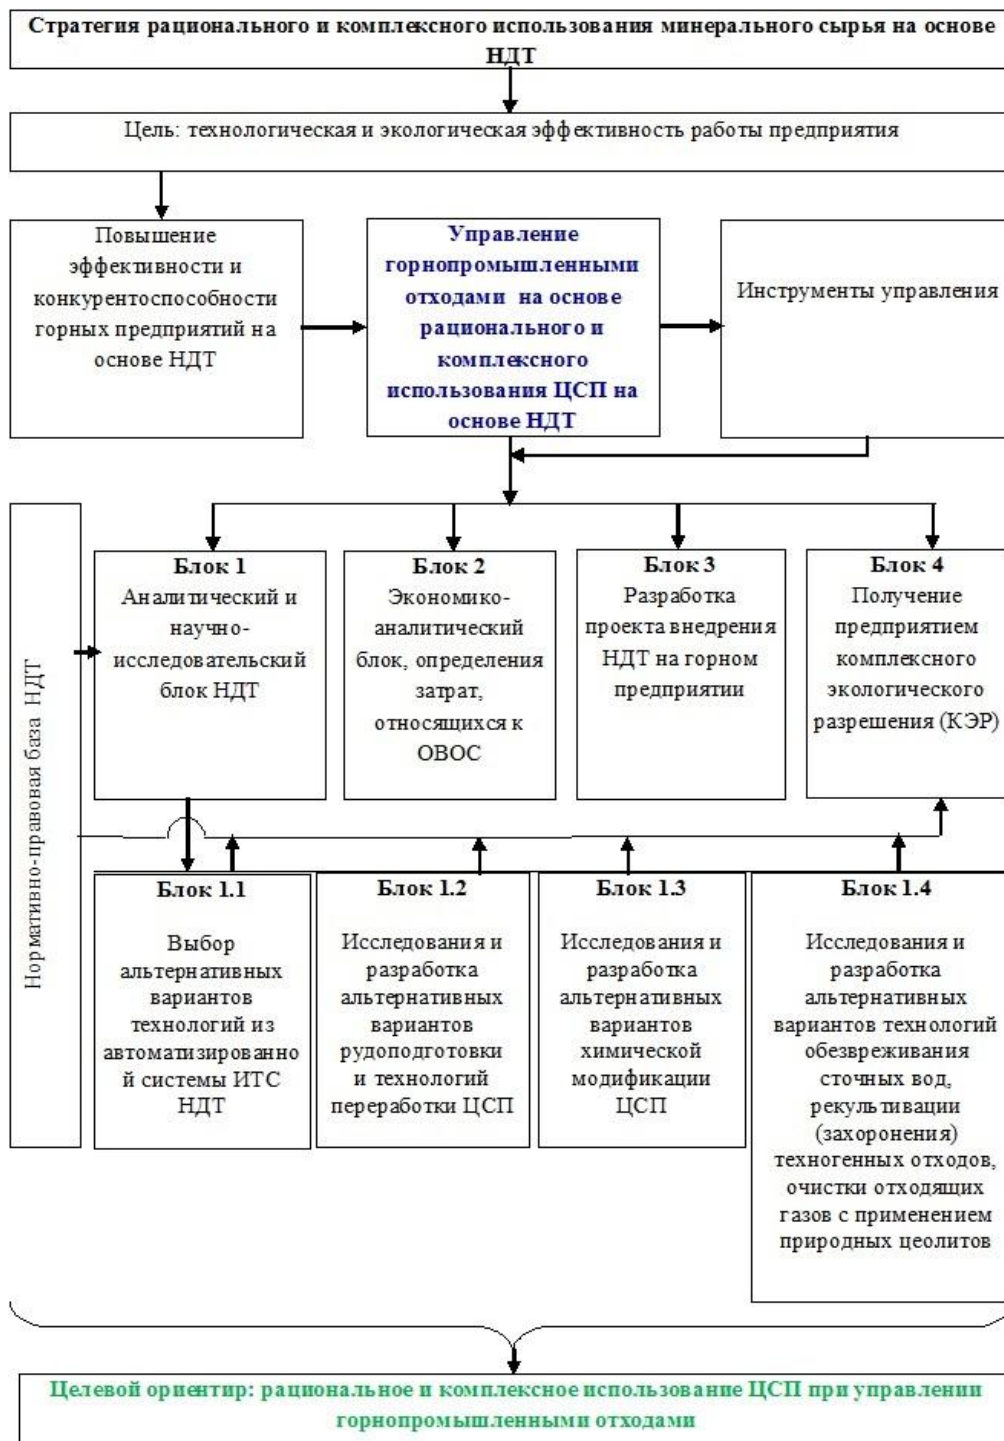 Стратегия рационального и комплексного использования минерального сырья на основе
НДТ
Цель: технологическая и экологическая эффективность работы предприятия
Повышение
эффективности и
конкурентоспособности
горных предприятий на
основе НДТ
Управление
горнопромышленными
отходами на основе
рационального и
комплексного
использования ЦСП на
основе НДТ
Инструменты управления
Нормативно-правовая база НДТ
Блок 1
Аналитический и
научно-
исследовательский
блок НДТ
Блок 2
Экономико-
аналитический
блок, определения
затрат,
относящихся к
ОВОС
Блок 3
Разработка
проекта внедрения
НДТ на горном
предприятии
Блок 4
Получение
предприятием
комплексного
экологического
разрешения (КЭР)
Блок 1.1
Выбор
альтернативных
вариантов
технологий из
автоматизированно
й системы ИТС
НДТ
Блок 1.2
Исследования и
разработка
альтернативных
вариантов
рудоподготовки
и технологий
переработки ЦСП
Блок 1.3
Исследования и
разработка
альтернативных
вариантов
химической
модификации
ЦСП
Блок 1.4
Исследования и
разработка
альтернативных
вариантов технологий
обезвреживания
сточных вод,
рекультивации
(захоронения)
техногенных отходов,
очистки отходящих
газов с применением
природных цеолитов
Целевой ориентир: рациональное и комплексное использование ЦСП при управлении
горнопромышленными отходами